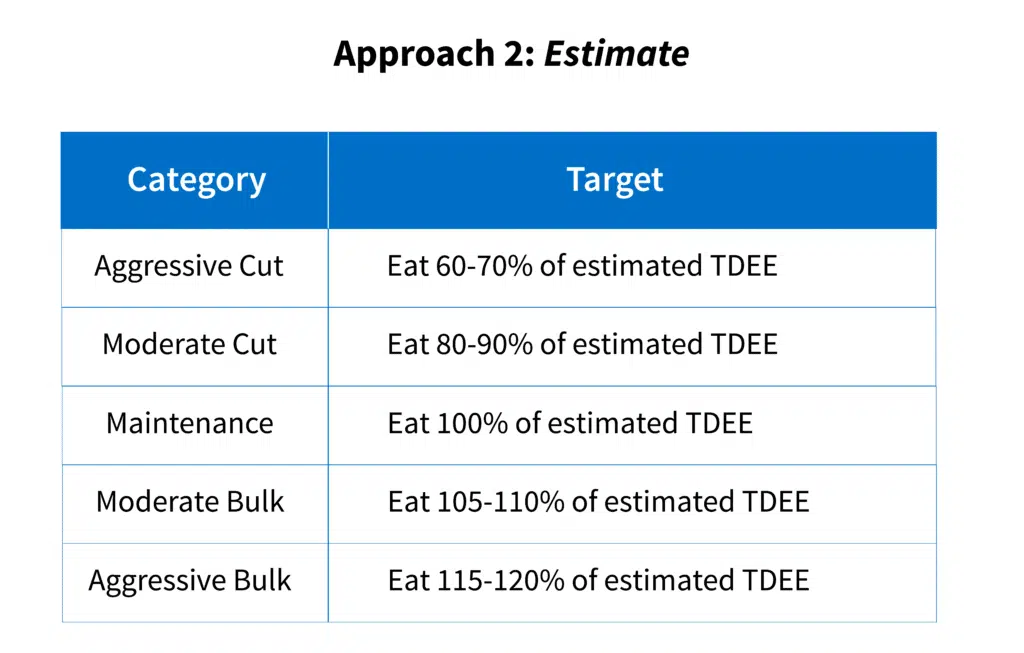 Approach 2: Estimate
Category Target
Aggressive Cut Eat 60-70% of estimated TDEE
Moderate Cut Eat 80-90% of estimated TDEE
Maintenance Eat 100% of estimated TDEE
Moderate Bulk Eat 105-110% of estimated TDEE
Aggressive Bulk Eat 115-120% of estimated TDEE